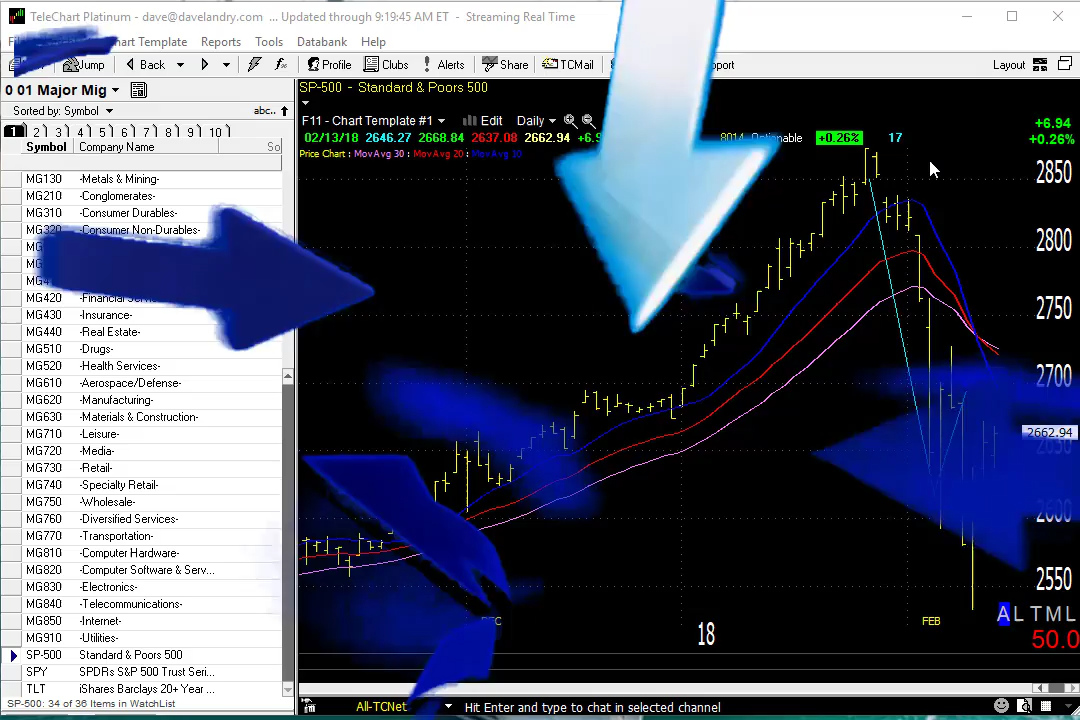 TeleChart Platinum - dave@davelandry.com ... Updated through 9:19:45 AM ET - Streaming Real Time
Template Reports Tools Databank Help
Jump Back Profile Clubs Alerts Share TCMail Layout
0 01 Major Mig
Sorted by: Symbol abc..
1 2 3 4 5 6 7 8 9 10
Symbol Company Name So
MG130 -Metals & Mining-
MG210 -Conglomerates-
MG310 -Consumer Durables-
MG320 -Consumer Non-Durables-
MG420
MG430 -Insurance-
MG440 -Real Estate-
MG510 -Drugs-
MG520 -Health Services-
MG610 -Aerospace/Defense-
MG620 -Manufacturing-
MG630 -Materials & Construction-
MG710 -Leisure-
MG720 -Media-
MG730 -Retail-
MG740 -Specialty Retail-
MG750 -Wholesale-
MG760 -Diversified Services-
MG770 -Transportation-
MG810 -Computer Hardware-
MG820 -Computer Software & Serv...
MG830 -Electronics-
MG840 -Telecommunications-
MG850 -Internet-
MG910 -Utilities-
SP-500 Standard & Poors 500
SPY SPDRs S&P 500 Trust Seri...
TLT iShares Barclays 20+ Year ...
SP-500: 34 of 36 Items in WatchList
SP-500 - Standard & Poors 500
F11 - Chart Template #1 Edit Daily
02/13/18 2646.27 2668.84 2637.08 2662.94 +0.26% 17
Price Chart : MovAvg 30 : MovAvg 20 : MovAvg 10
+6.94
+0.26%
2850
2800
2750
2700
2662.94
2600
2550
A L T M L
50.0
18 FEB
All-TCNet Hit Enter and type to chat in selected channel